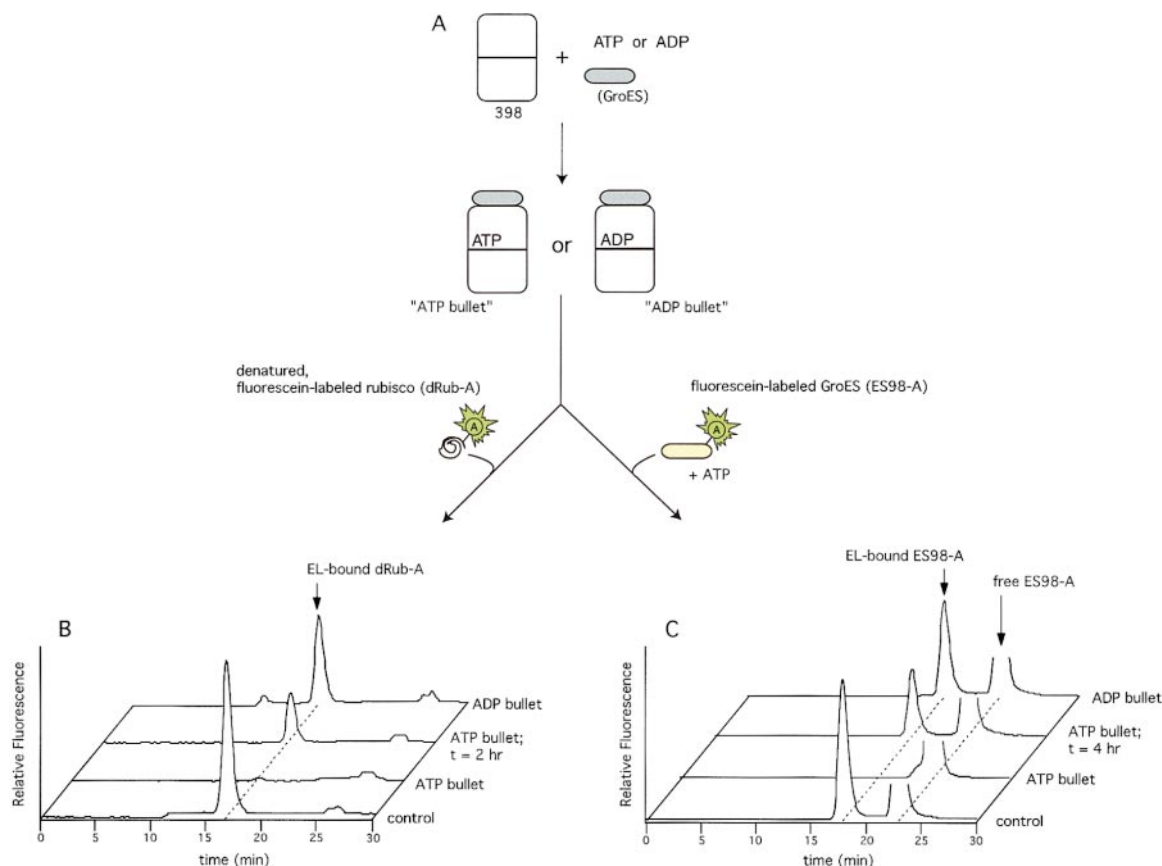 A
398
+
ATP or ADP
(GroES)
ATP
or
ADP
"ATP bullet"
"ADP bullet"
denatured,
fluorescein-labeled rubisco (dRub-A)
A
fluorescein-labeled GroES (ES98-A)
A
+ ATP
B
EL-bound dRub-A
Relative Fluorescence
ADP bullet
ATP bullet;
t = 2 hr
ATP bullet
control
0 5 10 15 20 25 30
time (min)
C
EL-bound ES98-A
free ES98-A
Relative Fluorescence
ADP bullet
ATP bullet;
t = 4 hr
ATP bullet
control
0 5 10 15 20 25 30
time (min)